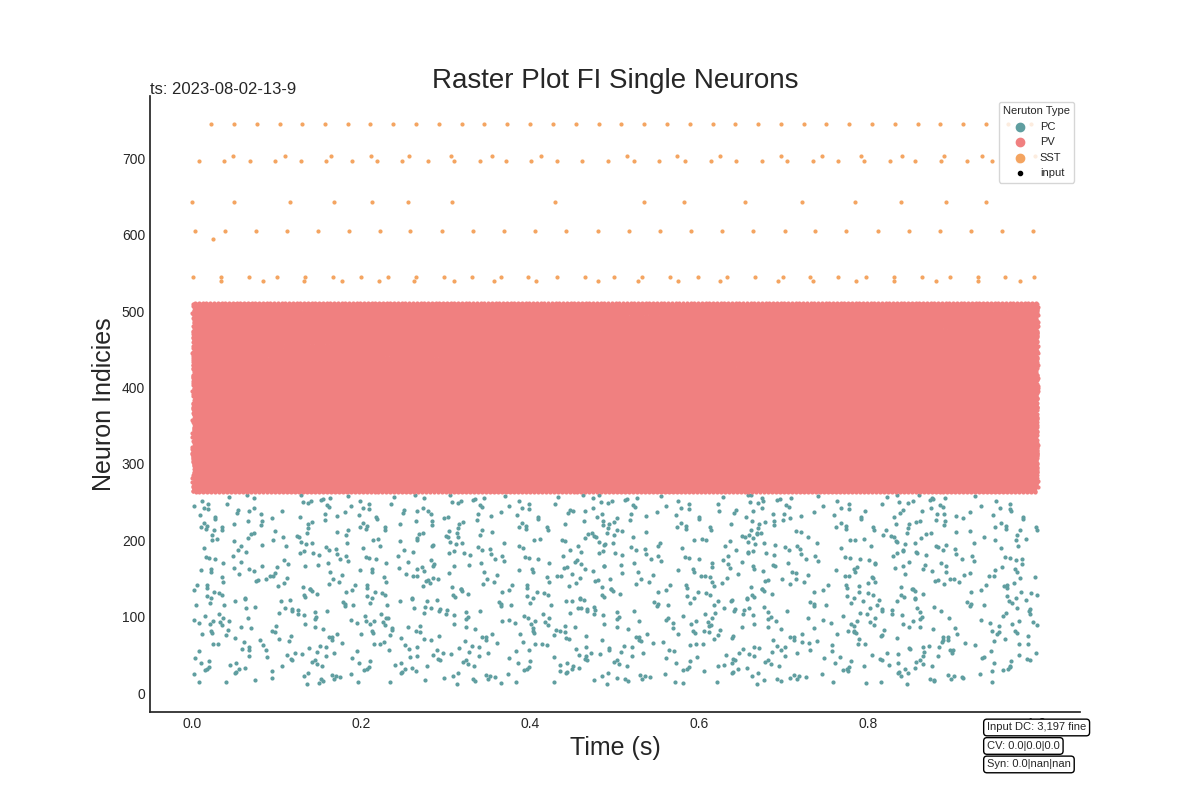 Raster Plot FI Single Neurons
ts: 2023-08-02-13-9
Neruton Type
PC
PV
SST
input
Neuron Indicies
700
600
500
400
300
200
100
0
0.0 0.2 0.4 0.6 0.8
Time (s)
Input DC: 3,197 fine
CV: 0.0|0.0|0.0
Syn: 0.0|nan|nan